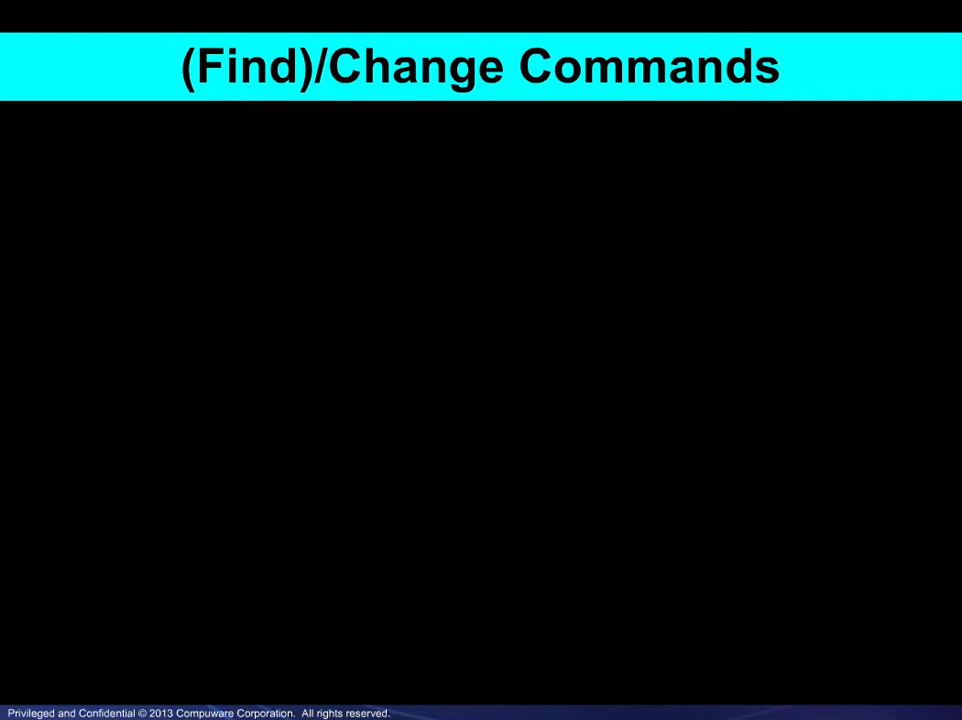 (Find)/Change Commands
Privileged and Confidential © 2013 Compuware Corporation. All rights reserved.